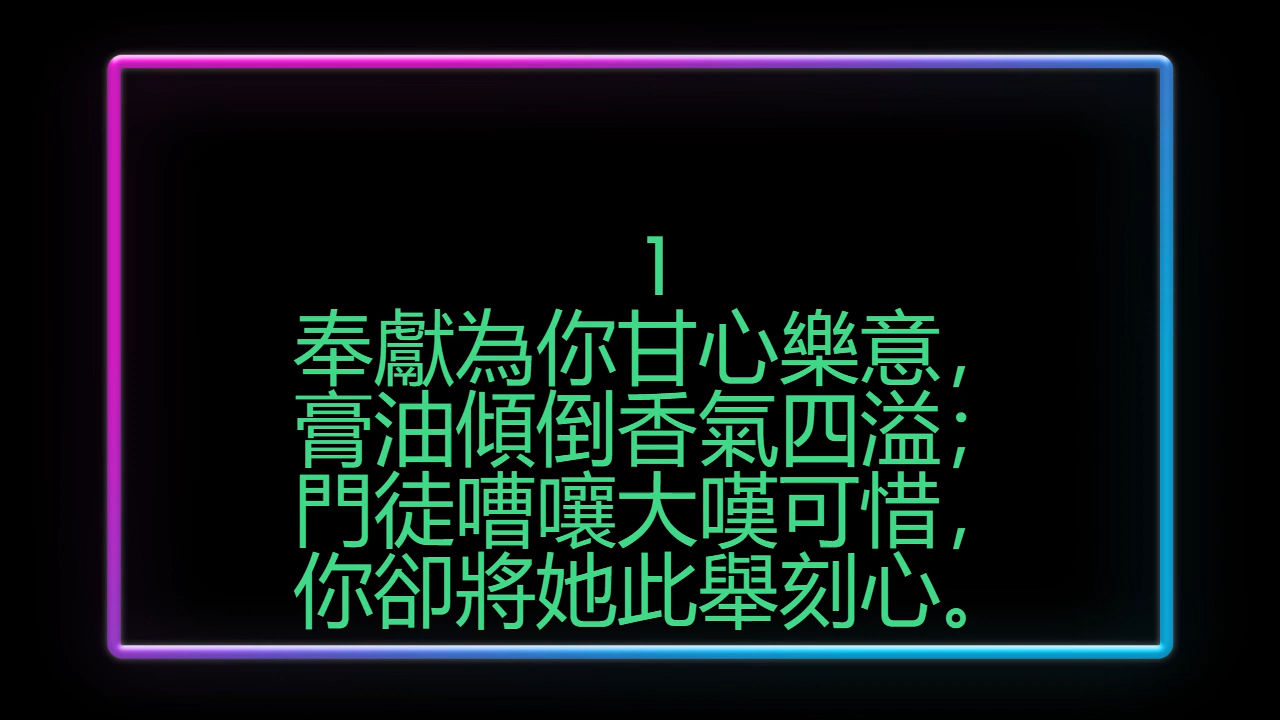 1
奉獻為你甘心樂意，
膏油傾倒香氣四溢；
門徒嘈嚷大嘆可惜，
你卻將她此舉刻心。